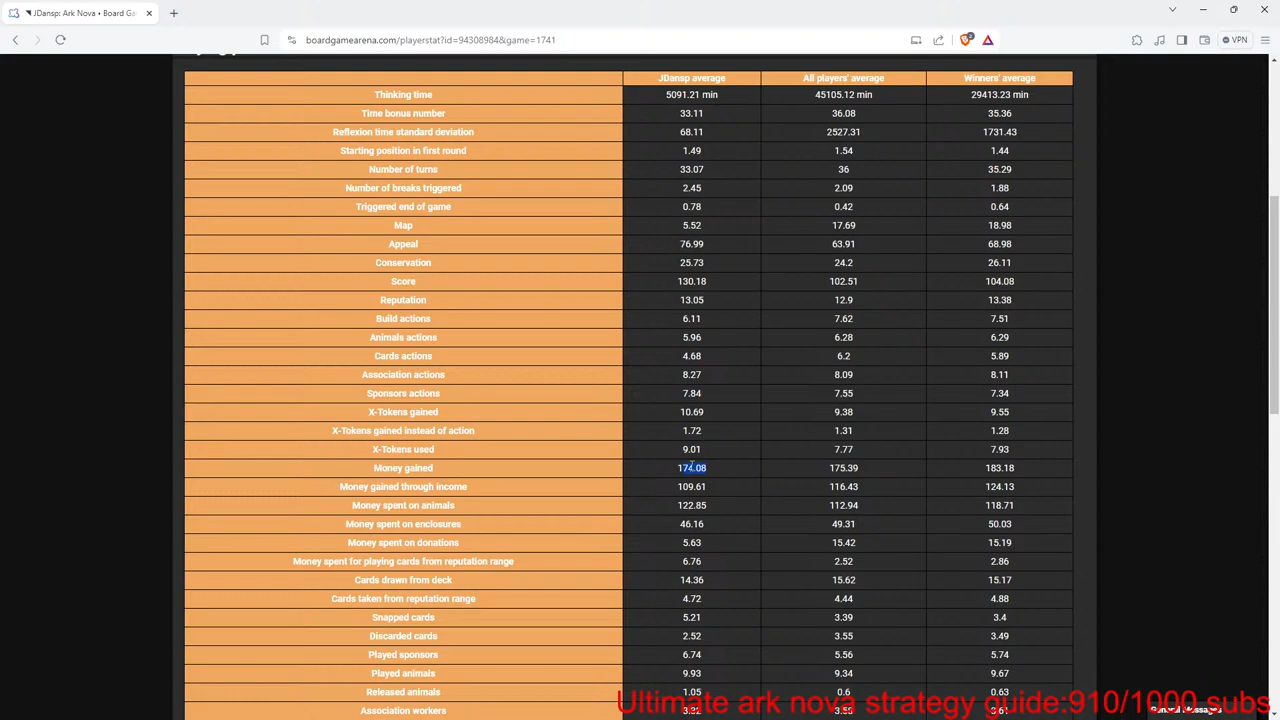 JDansp: Ark Nova • Board Ga
boardgamearena.com/playerstat?id=94308984&game=1741
2
VPN
JDansp average All players' average Winners' average
Thinking time 5091.21 min 45105.12 min 29413.23 min
Time bonus number 33.11 36.08 35.36
Reflexion time standard deviation 68.11 2527.31 1731.43
Starting position in first round 1.49 1.54 1.44
Number of turns 33.07 36 35.29
Number of breaks triggered 2.45 2.09 1.88
Triggered end of game 0.78 0.42 0.64
Map 5.52 17.69 18.98
Appeal 76.99 63.91 68.98
Conservation 25.73 24.2 26.11
Score 130.18 102.51 104.08
Reputation 13.05 12.9 13.38
Build actions 6.11 7.62 7.51
Animals actions 5.96 6.28 6.29
Cards actions 4.68 6.2 5.89
Association actions 8.27 8.09 8.11
Sponsors actions 7.84 7.55 7.34
X-Tokens gained 10.69 9.38 9.55
X-Tokens gained instead of action 1.72 1.31 1.28
X-Tokens used 9.01 7.77 7.93
Money gained 174.08 175.39 183.18
Money gained through income 109.61 116.43 124.13
Money spent on animals 122.85 112.94 118.71
Money spent on enclosures 46.16 49.31 50.03
Money spent on donations 5.63 15.42 15.19
Money spent for playing cards from reputation range 6.76 2.52 2.86
Cards drawn from deck 14.36 15.62 15.17
Cards taken from reputation range 4.72 4.44 4.88
Snapped cards 5.21 3.39 3.4
Discarded cards 2.52 3.55 3.49
Played sponsors 6.74 5.56 5.74
Played animals 9.93 9.34 9.67
Released animals 1.05 0.6 0.63
Association workers
Ultimate ark nova strategy guide:910/1000 subs
General Messages